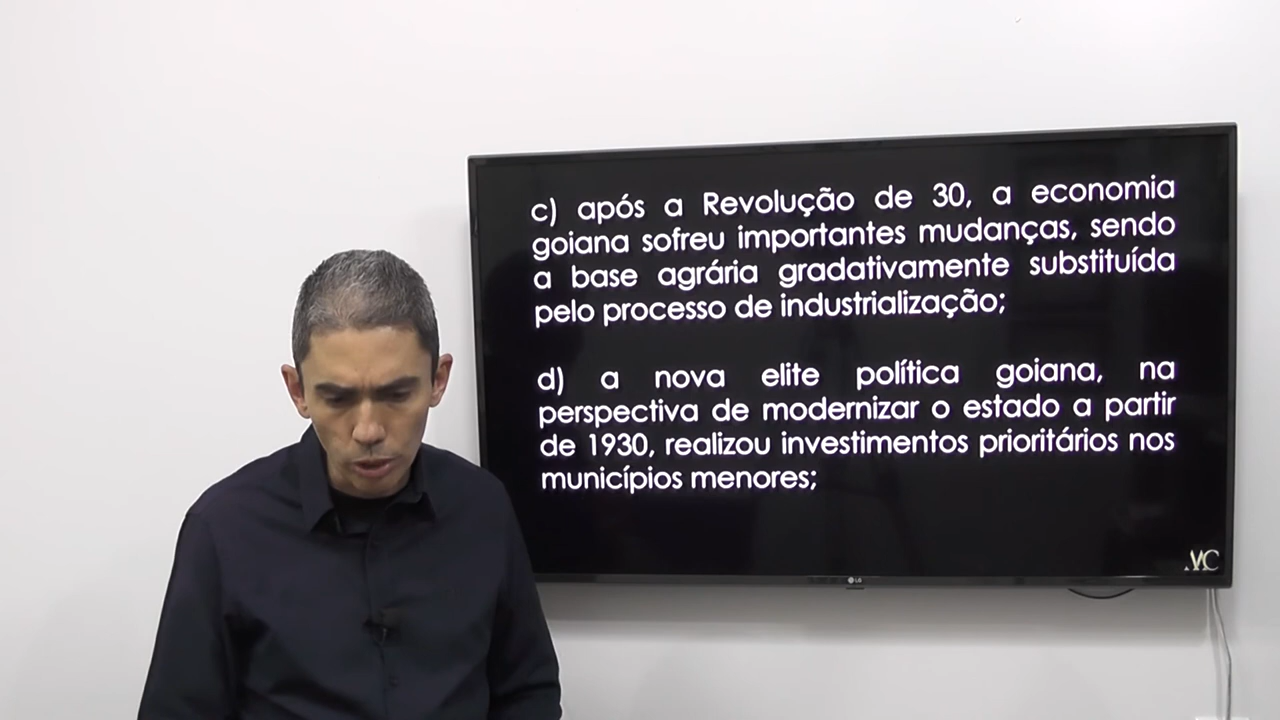 c) após a Revolução de 30, a economia
goiana sofreu importantes mudanças, sendo
a base agrária gradativamente substituída
pelo processo de industrialização;
d) a nova elite política goiana, na
perspectiva de modernizar o estado a partir
de 1930, realizou investimentos prioritários nos
municípios menores;
MC
LG